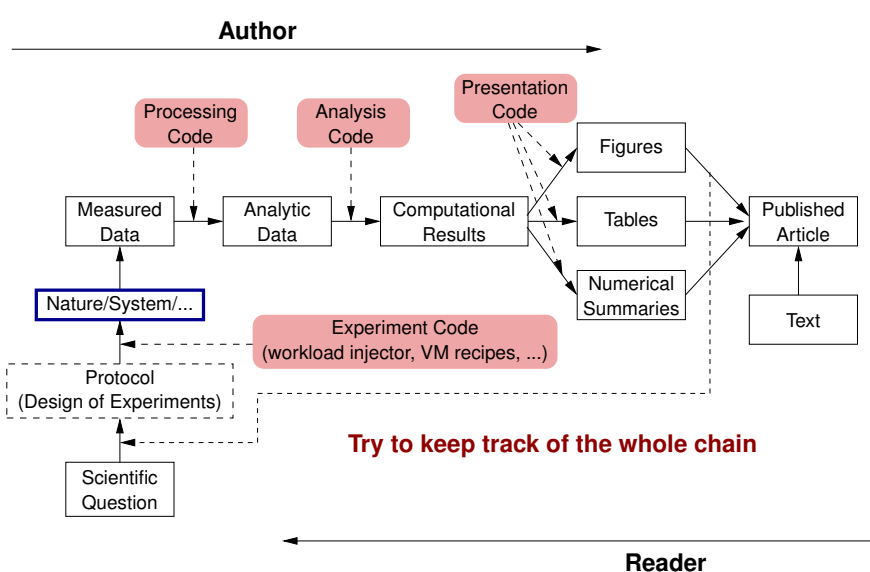 Author
Presentation
Code
Processing
Code
Analysis
Code
Figures
Measured
Data
Analytic
Data
Computational
Results
Tables
Published
Article
Nature/System/...
Numerical
Summaries
Text
Experiment Code
(workload injector, VM recipes, ...)
Protocol
(Design of Experiments)
Try to keep track of the whole chain
Scientific
Question
Reader